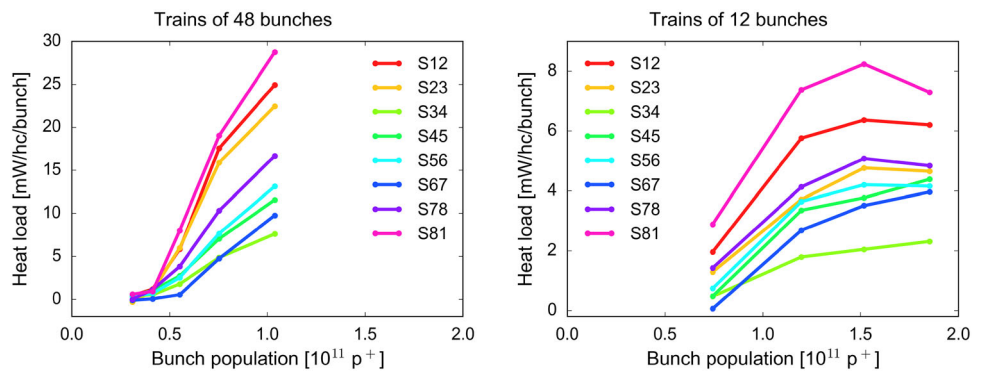 Trains of 48 bunches
Heat load [mW/hc/bunch]
30
25
20
15
10
5
0
0.0 0.5 1.0 1.5 2.0
Bunch population [10¹¹ p⁺]
S12
S23
S34
S45
S56
S67
S78
S81
Trains of 12 bunches
Heat load [mW/hc/bunch]
8
6
4
2
0
0.0 0.5 1.0 1.5 2.0
Bunch population [10¹¹ p⁺]
S12
S23
S34
S45
S56
S67
S78
S81